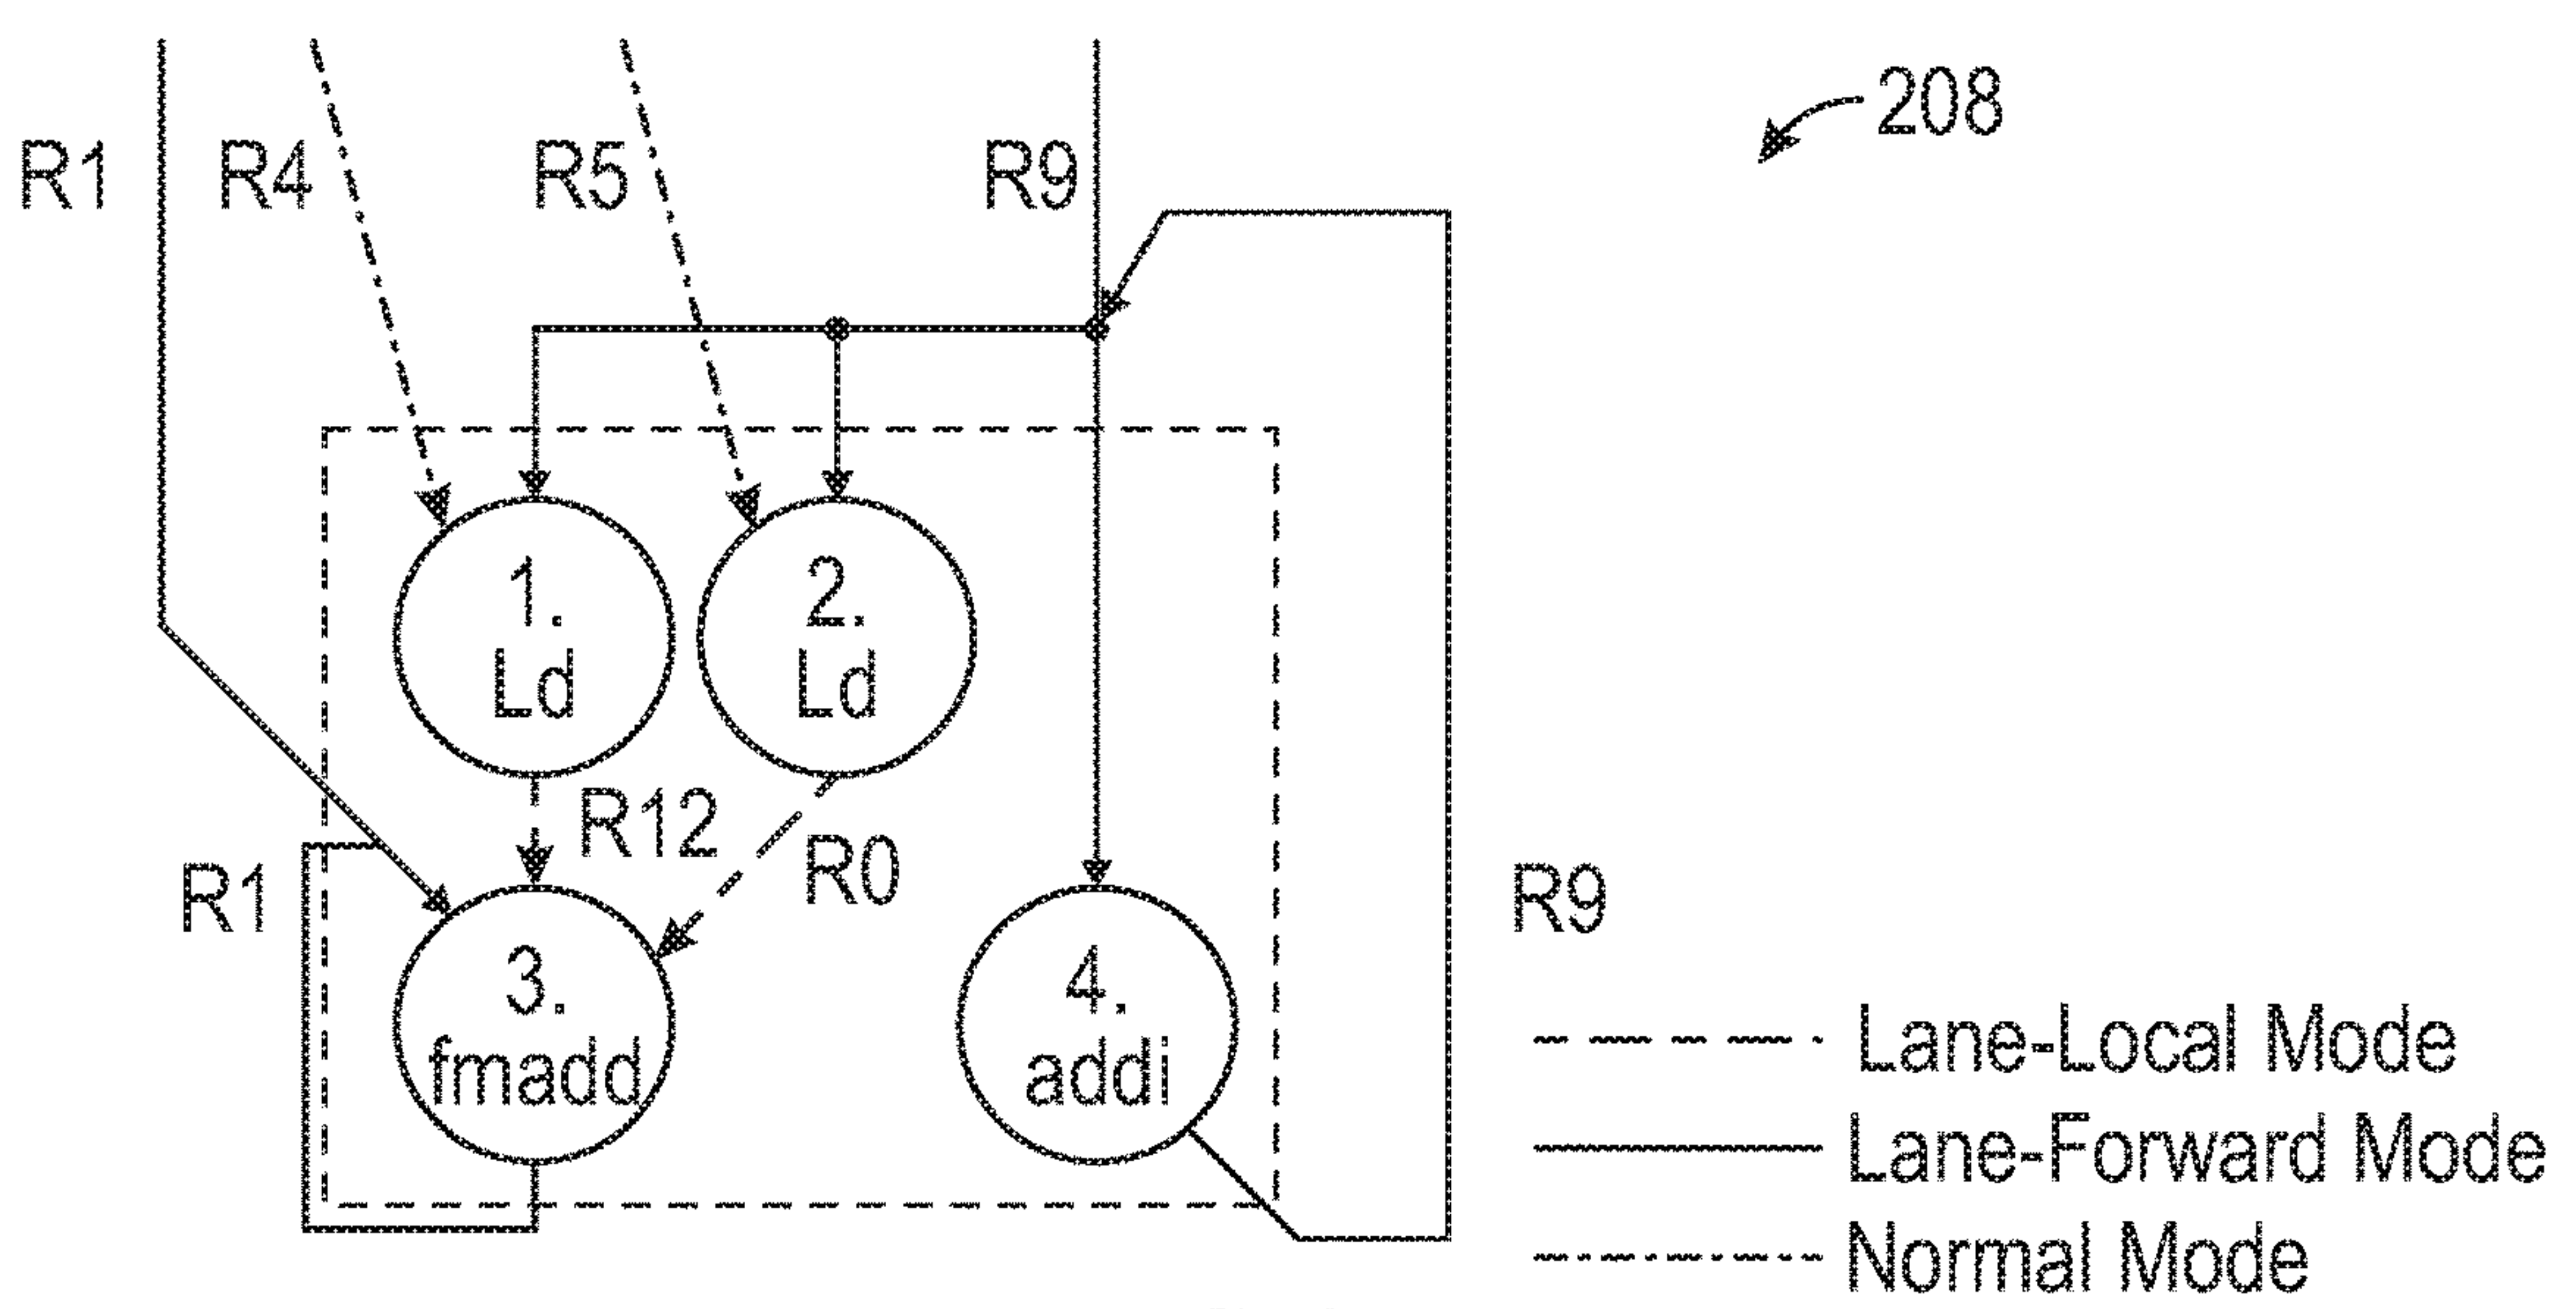 208
R1
R4
R5
R9
1.
Ld
2.
Ld
R12
R0
R1
R9
3.
fmadd
4.
addi
Lane-Local Mode
Lane-Forward Mode
Normal Mode